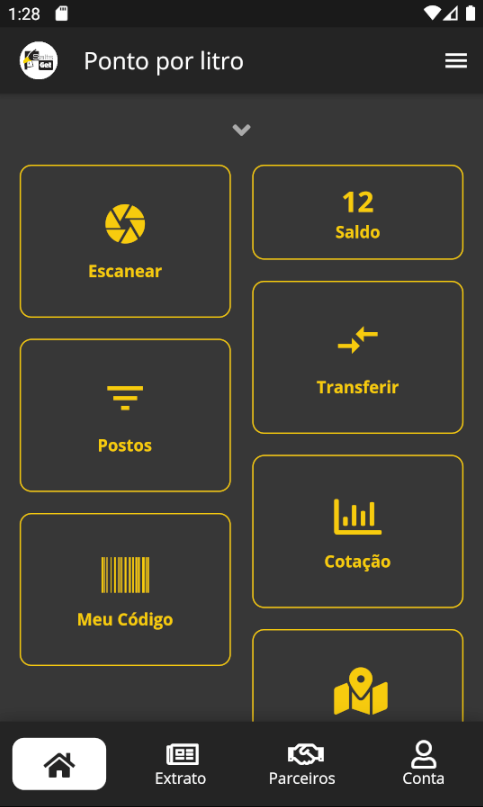 1:28
Ponto por litro
Escanear
12
Saldo
Transferir
Postos
Cotação
Meu Código
Extrato
Parceiros
Conta